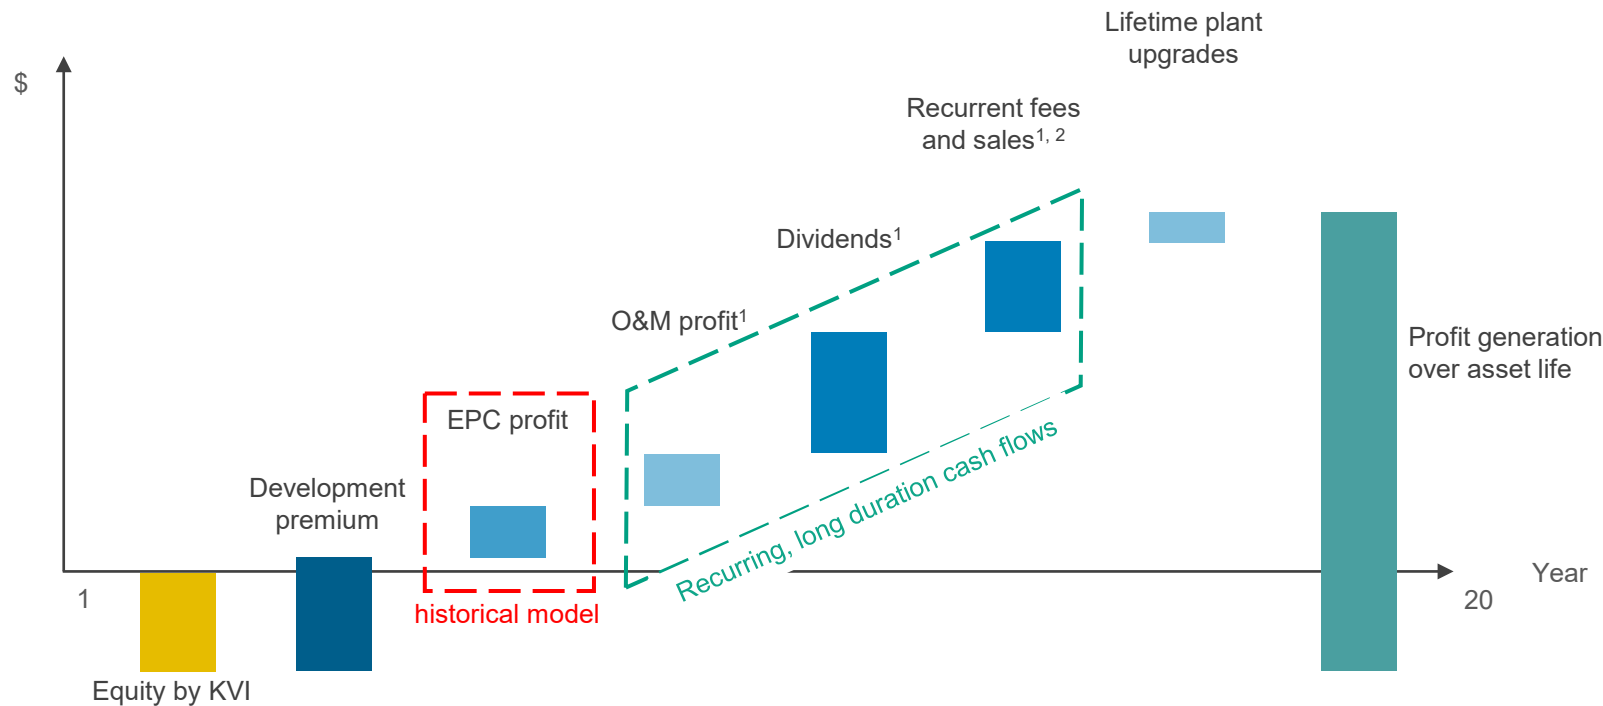 Lifetime plant
upgrades
$
Recurrent fees
and sales1, 2
Dividends1
O&M profit1
Profit generation
over asset life
EPC profit
Recurring, long duration cash flows
Development
premium
Year
1
20
historical model
Equity by KVI